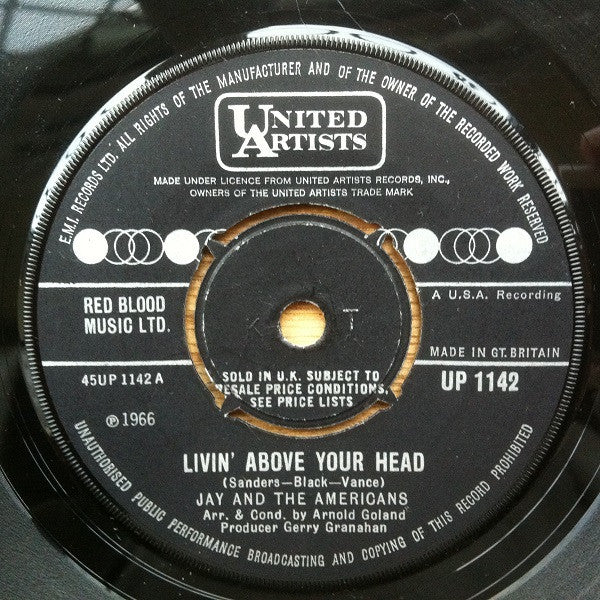 E.M.I. RECORDS LTD. ALL RIGHTS OF THE MANUFACTURER AND OF THE OWNER OF THE RECORDED WORK RESERVED
UNITED
ARTISTS
MADE UNDER LICENCE FROM UNITED ARTISTS RECORDS, INC.,
OWNERS OF THE UNITED ARTISTS TRADE MARK
RED BLOOD
MUSIC LTD.
A U.S.A. Recording
K T
MADE IN GT. BRITAIN
45UP 1142 A
UP 1142
SOLD IN U.K. SUBJECT TO
RESALE PRICE CONDITIONS,
SEE PRICE LISTS
℗ 1966
LIVIN' ABOVE YOUR HEAD
(Sanders—Black—Vance)
JAY AND THE AMERICANS
Arr. & Cond. by Arnold Goland
Producer Gerry Granahan
UNAUTHORISED PUBLIC PERFORMANCE BROADCASTING AND COPYING OF THIS RECORD PROHIBITED